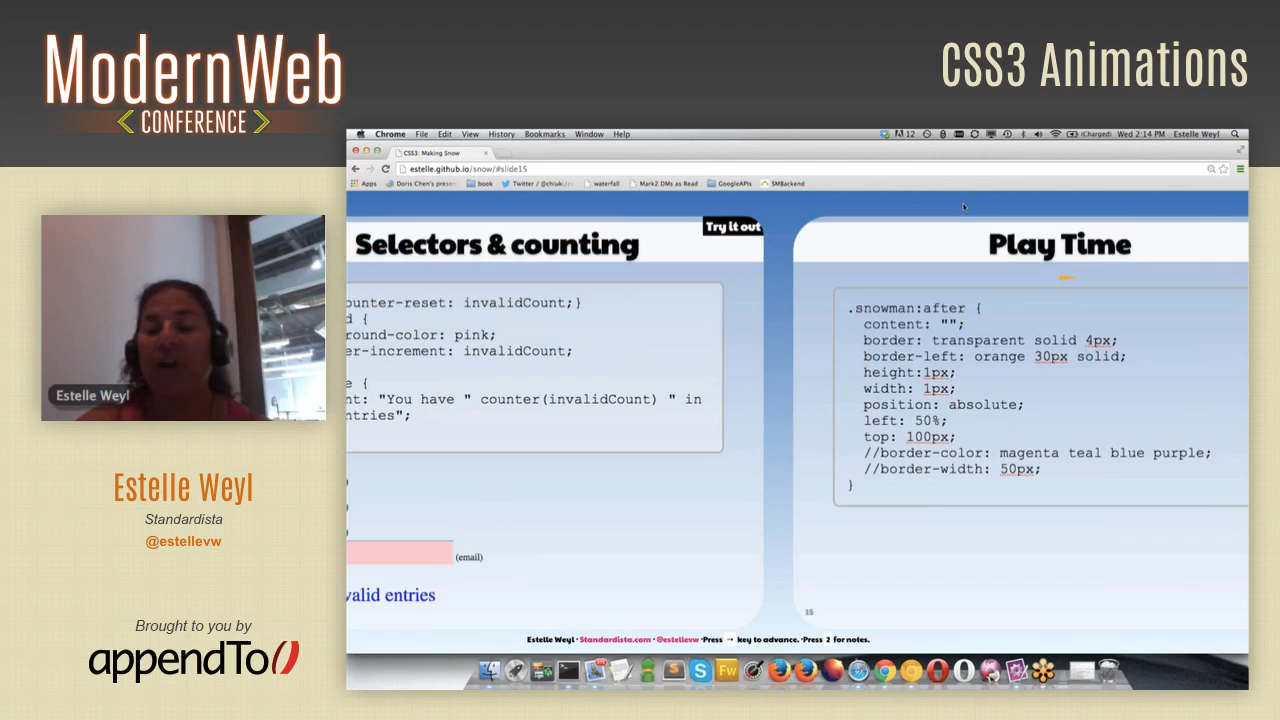 ModernWeb
< CONFERENCE >
CSS3 Animations
Chrome File Edit View History Bookmarks Window Help
12 (Charged) Wed 2:14 PM Estelle Weyl
CSS3: Making Snow
estelle.github.io/snow/#slide15
Apps Doris Chen's presen book Twitter / @chiuki/c waterfall Mark2 DMs as Read GoogleAPIs SMBackend
Try it out
Selectors & counting
ounter-reset: invalidCount;}
d {
round-color: pink;
er-increment: invalidCount;
e {
nt: "You have " counter(invalidCount) " in
ntries";
(email)
valid entries
Play Time
.snowman:after {
content: "";
border: transparent solid 4px;
border-left: orange 30px solid;
height:1px;
width: 1px;
position: absolute;
left: 50%;
top: 100px;
//border-color: magenta teal blue purple;
//border-width: 50px;
}
15
Estelle Weyl · Standardista.com · @estellevw ·Press → key to advance. ·Press 2 for notes.
Estelle Weyl
Estelle Weyl
Standardista
@estellevw
Brought to you by
appendTo()